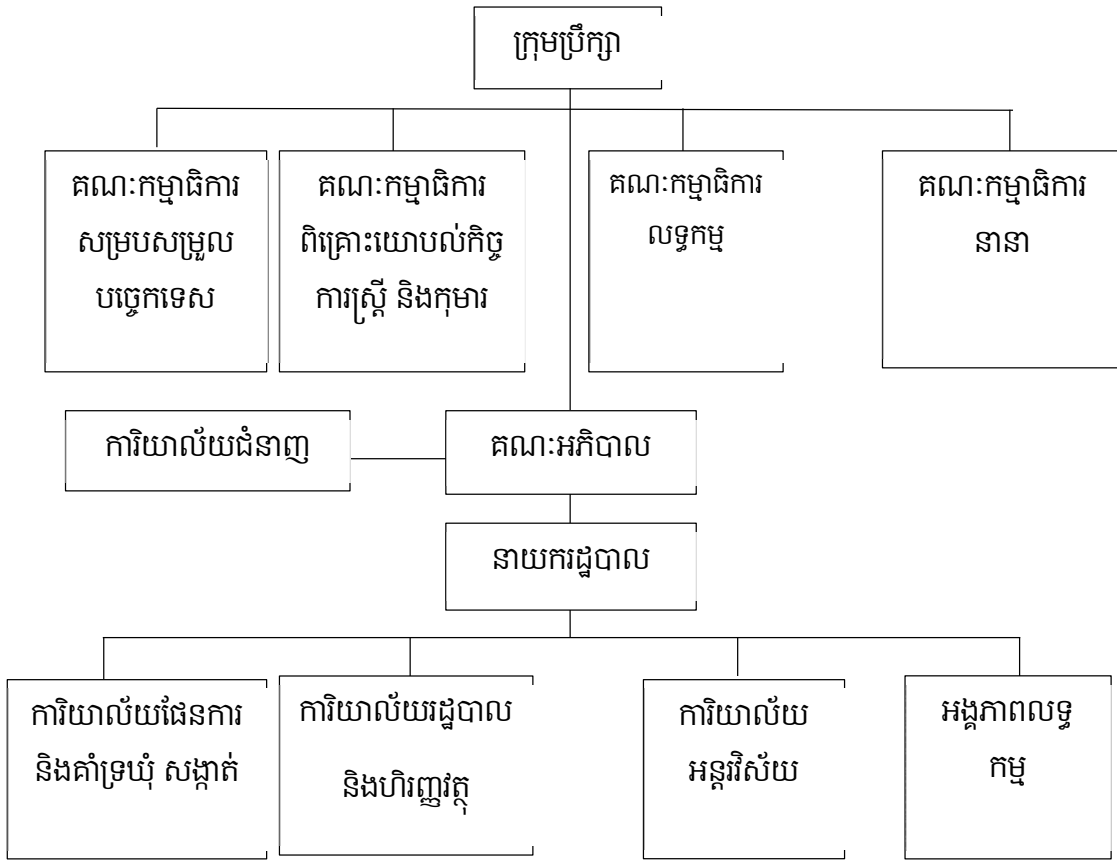 ក្រុមប្រឹក្សា
គណៈកម្មាធិការ
សម្របសម្រួល
បច្ចេកទេស
គណៈកម្មាធិការ
ពិគ្រោះយោបល់កិច្ច
ការស្ត្រី និងកុមារ
គណៈកម្មាធិការ
លទ្ធកម្ម
គណៈកម្មាធិការ
នានា
ការិយាល័យជំនាញ
គណៈអភិបាល
នាយករដ្ឋបាល
ការិយាល័យផែនការ
និងគាំទ្រឃុំ សង្កាត់
ការិយាល័យរដ្ឋបាល
និងហិរញ្ញវត្ថុ
ការិយាល័យ
អន្តរវិស័យ
អង្គភាពលទ្ធ
កម្ម